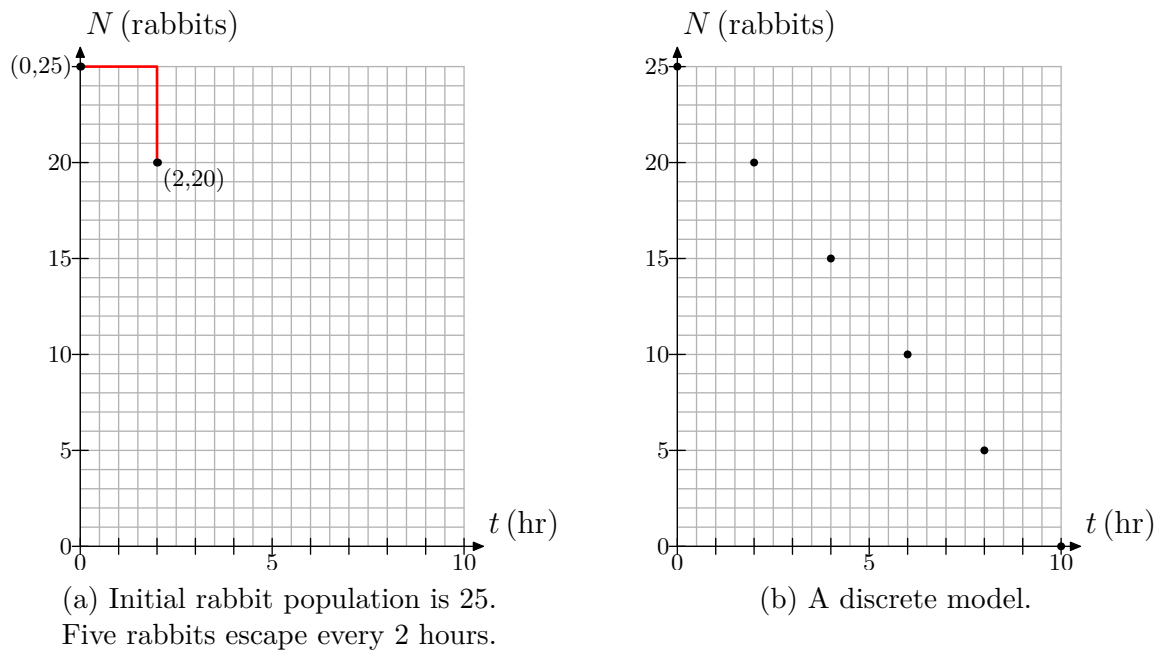 N (rabbits)
(0,25)
20
(2,20)
15
10
5
0
0
5
10
t (hr)
(a) Initial rabbit population is 25.
Five rabbits escape every 2 hours.
N (rabbits)
25
20
15
10
5
0
0
5
10
t (hr)
(b) A discrete model.